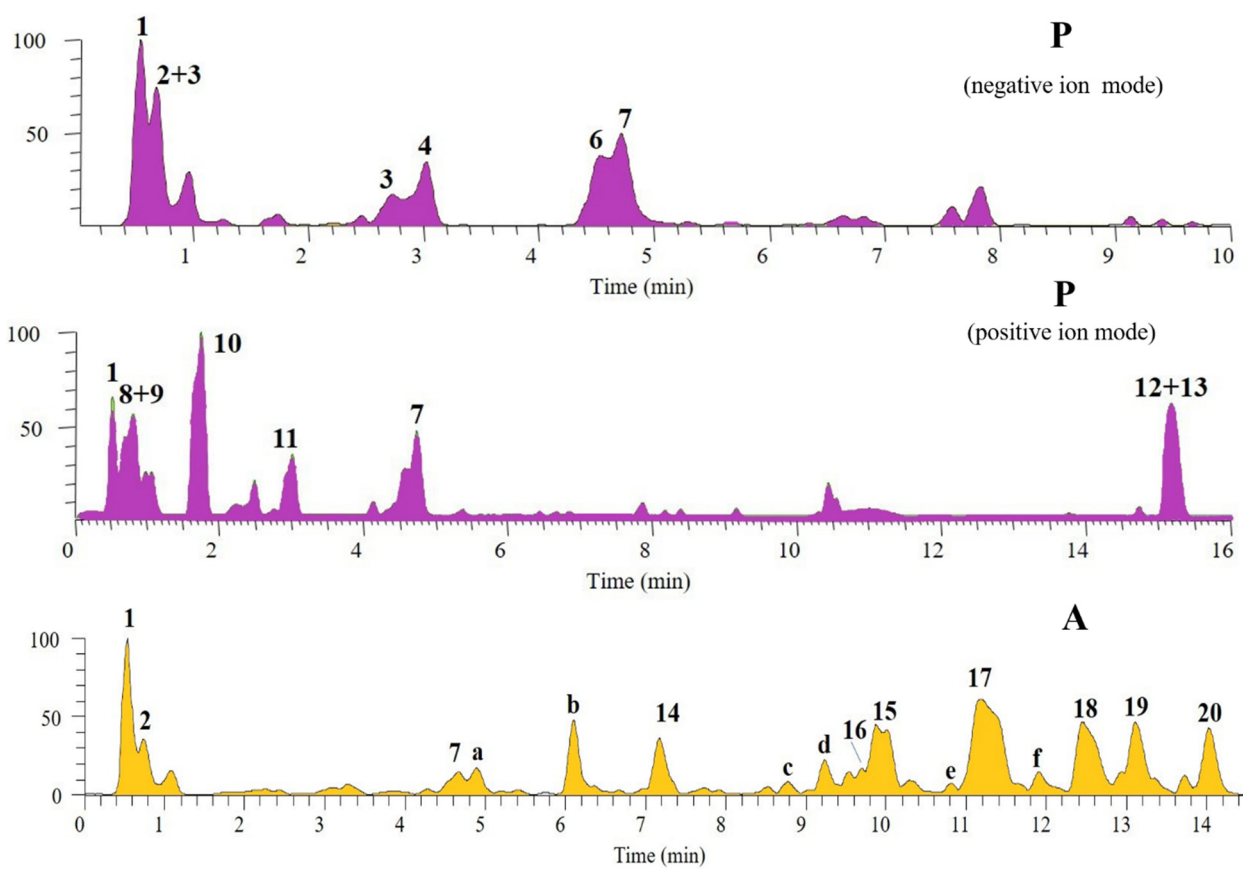 1
P
100
2+3
(negative ion mode)
50
7
4
6
3
1 2 3 4 5 6 7 8 9 10
Time (min)
P
100
(positive ion mode)
10
1
8+9
12+13
50
7
11
0 2 4 6 8 10 12 14 16
Time (min)
1
A
100
17
b
14
15
18
19
20
50
2
16
7
a
d
c
e
f
0
0 1 2 3 4 5 6 7 8 9 10 11 12 13 14
Time (min)